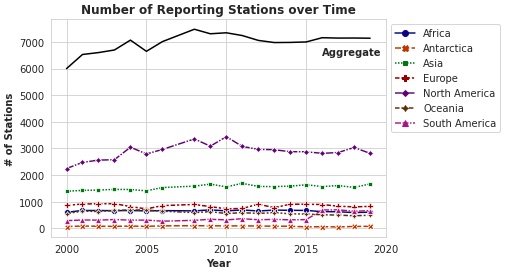 Number of Reporting Stations over Time
7000
6000
5000
4000
3000
2000
1000
0
# of Stations
Aggregate
2000
2005
2010
2015
2020
Year
Africa
Antarctica
Asia
Europe
North America
Oceania
South America